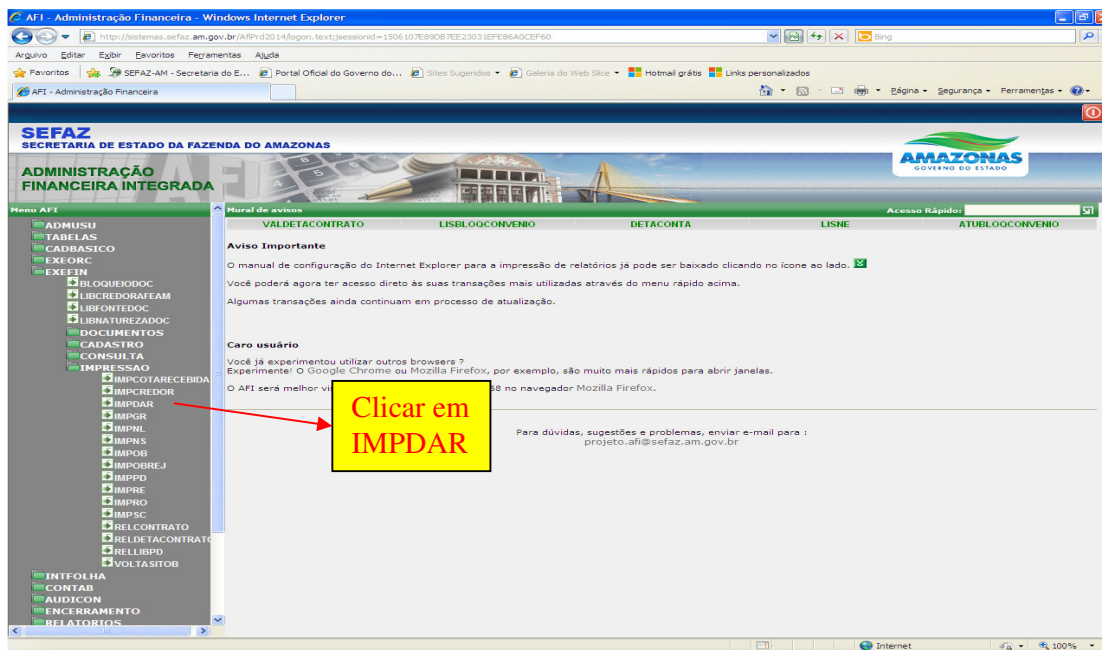 AFI - Administração Financeira - Windows Internet Explorer
http://sistemas.sefaz.am.gov.br/AfiPrd2014/logon.text;jsessionid=1506107E89DB7EE23031EFE86A0CEF60
Bing
Arquivo Editar Exibir Favoritos Ferramentas Ajuda
Favoritos SEFAZ-AM - Secretaria do E... Portal Oficial do Governo do... Sites Sugeridos Galeria do Web Slice Hotmail grátis Links personalizados
AFI - Administração Financeira
Página Segurança Ferramentas
SEFAZ
SECRETARIA DE ESTADO DA FAZENDA DO AMAZONAS
ADMINISTRAÇÃO
FINANCEIRA INTEGRADA
AMAZONAS
GOVERNO DO ESTADO
Menu AFI
Mural de avisos
Acesso Rápido:
VALDETACONTRATO LISBLOQCONVENIO DETACONTA LISNE ATUBLOQCONVENIO
ADMUSU
TABELAS
CADBASICO
EXEORC
EXEFIN
BLOQUEIODOC
LIBCREDORAFEAM
LIBFONTEDOC
LIBNATUREZADOC
DOCUMENTOS
CADASTRO
CONSULTA
IMPRESSAO
IMPCOTARECEBIDA
IMPCREDOR
IMPDAR
IMPGR
IMPNL
IMPNS
IMPOB
IMPOBREJ
IMPPD
IMPRE
IMPRO
IMPSC
RELCONTRATO
RELDETACONTRATO
RELLIBPD
VOLTASITOB
INTFOLHA
CONTAB
AUDICON
ENCERRAMENTO
RELATORIOS
Aviso Importante
O manual de configuração do Internet Explorer para a impressão de relatórios já pode ser baixado clicando no ícone ao lado.
Você poderá agora ter acesso direto às suas transações mais utilizadas através do menu rápido acima.
Algumas transações ainda continuam em processo de atualização.
Caro usuário
Você já experimentou utilizar outros browsers ?
Experimente! O Google Chrome ou Mozilla Firefox, por exemplo, são muito mais rápidos para abrir janelas.
O AFI será melhor vis 68 no navegador Mozilla Firefox.
Clicar em
IMPDAR
Para dúvidas, sugestões e problemas, enviar e-mail para :
projeto.afi@sefaz.am.gov.br
Internet 100%